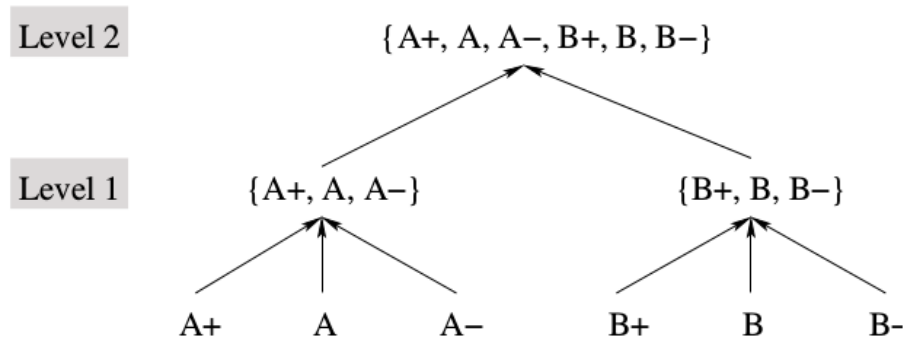 Level 2 {A+, A, A−, B+, B, B−}
Level 1 {A+, A, A−} {B+, B, B−}
A+ A A− B+ B B-